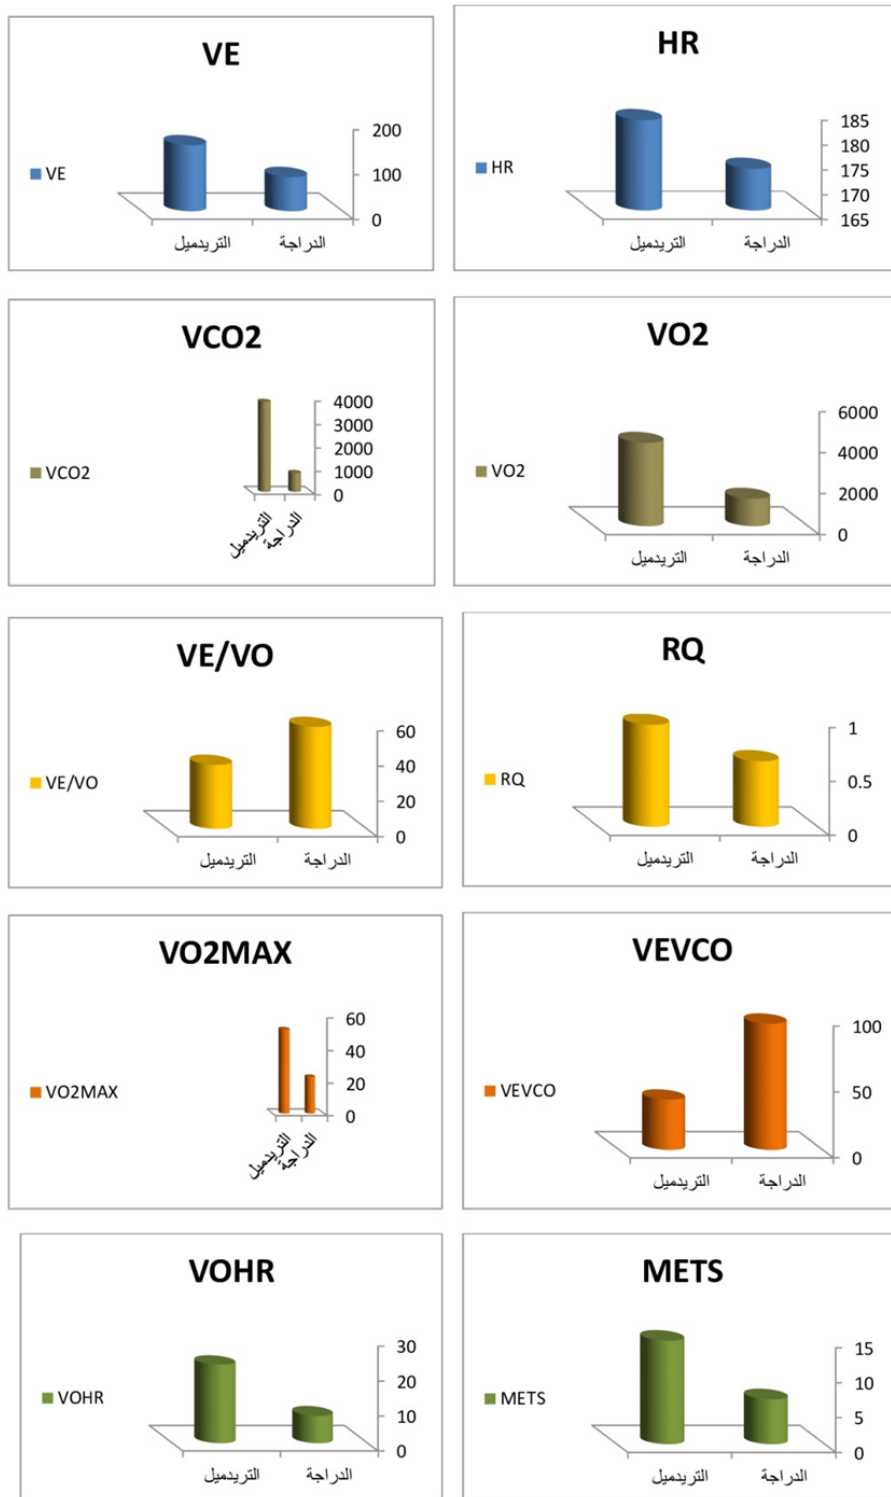 VE
200
100
0
VE
التريدميل
الدراجة
HR
185
180
175
170
165
HR
التريدميل
الدراجة
VCO2
4000
3000
2000
1000
0
VCO2
التريدميل
الدراجة
VO2
6000
4000
2000
0
VO2
التريدميل
الدراجة
VE/VO
60
40
20
0
VE/VO
التريدميل
الدراجة
RQ
1
0.5
0
RQ
التريدميل
الدراجة
VO2MAX
60
40
20
0
VO2MAX
التريدميل
الدراجة
VEVCO
100
50
0
VEVCO
التريدميل
الدراجة
VOHR
30
20
10
0
VOHR
التريدميل
الدراجة
METS
15
10
5
0
METS
التريدميل
الدراجة